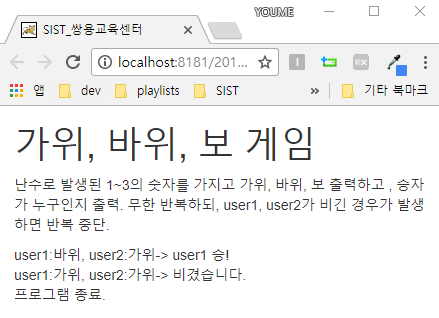 YOUME
SIST_쌍용교육센터
localhost:8181/201...
앱 dev playlists SIST » 기타 북마크
가위, 바위, 보 게임
난수로 발생된 1~3의 숫자를 가지고 가위, 바위, 보 출력하고 , 승자
가 누구인지 출력. 무한 반복하되, user1, user2가 비긴 경우가 발생
하면 반복 중단.
user1:바위, user2:가위-> user1 승!
user1:가위, user2:가위-> 비겼습니다.
프로그램 종료.